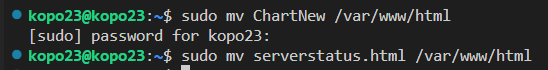 kopo23@kopo23:~$ sudo mv ChartNew /var/www/html
[sudo] password for kopo23:
kopo23@kopo23:~$ sudo mv serverstatus.html /var/www/html